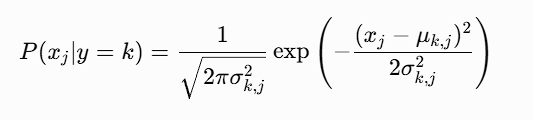 P(x_j|y = k) = \frac{1}{\sqrt{2\pi\sigma_{k,j}^2}} \exp\left(-\frac{(x_j - \mu_{k,j})^2}{2\sigma_{k,j}^2}\right)